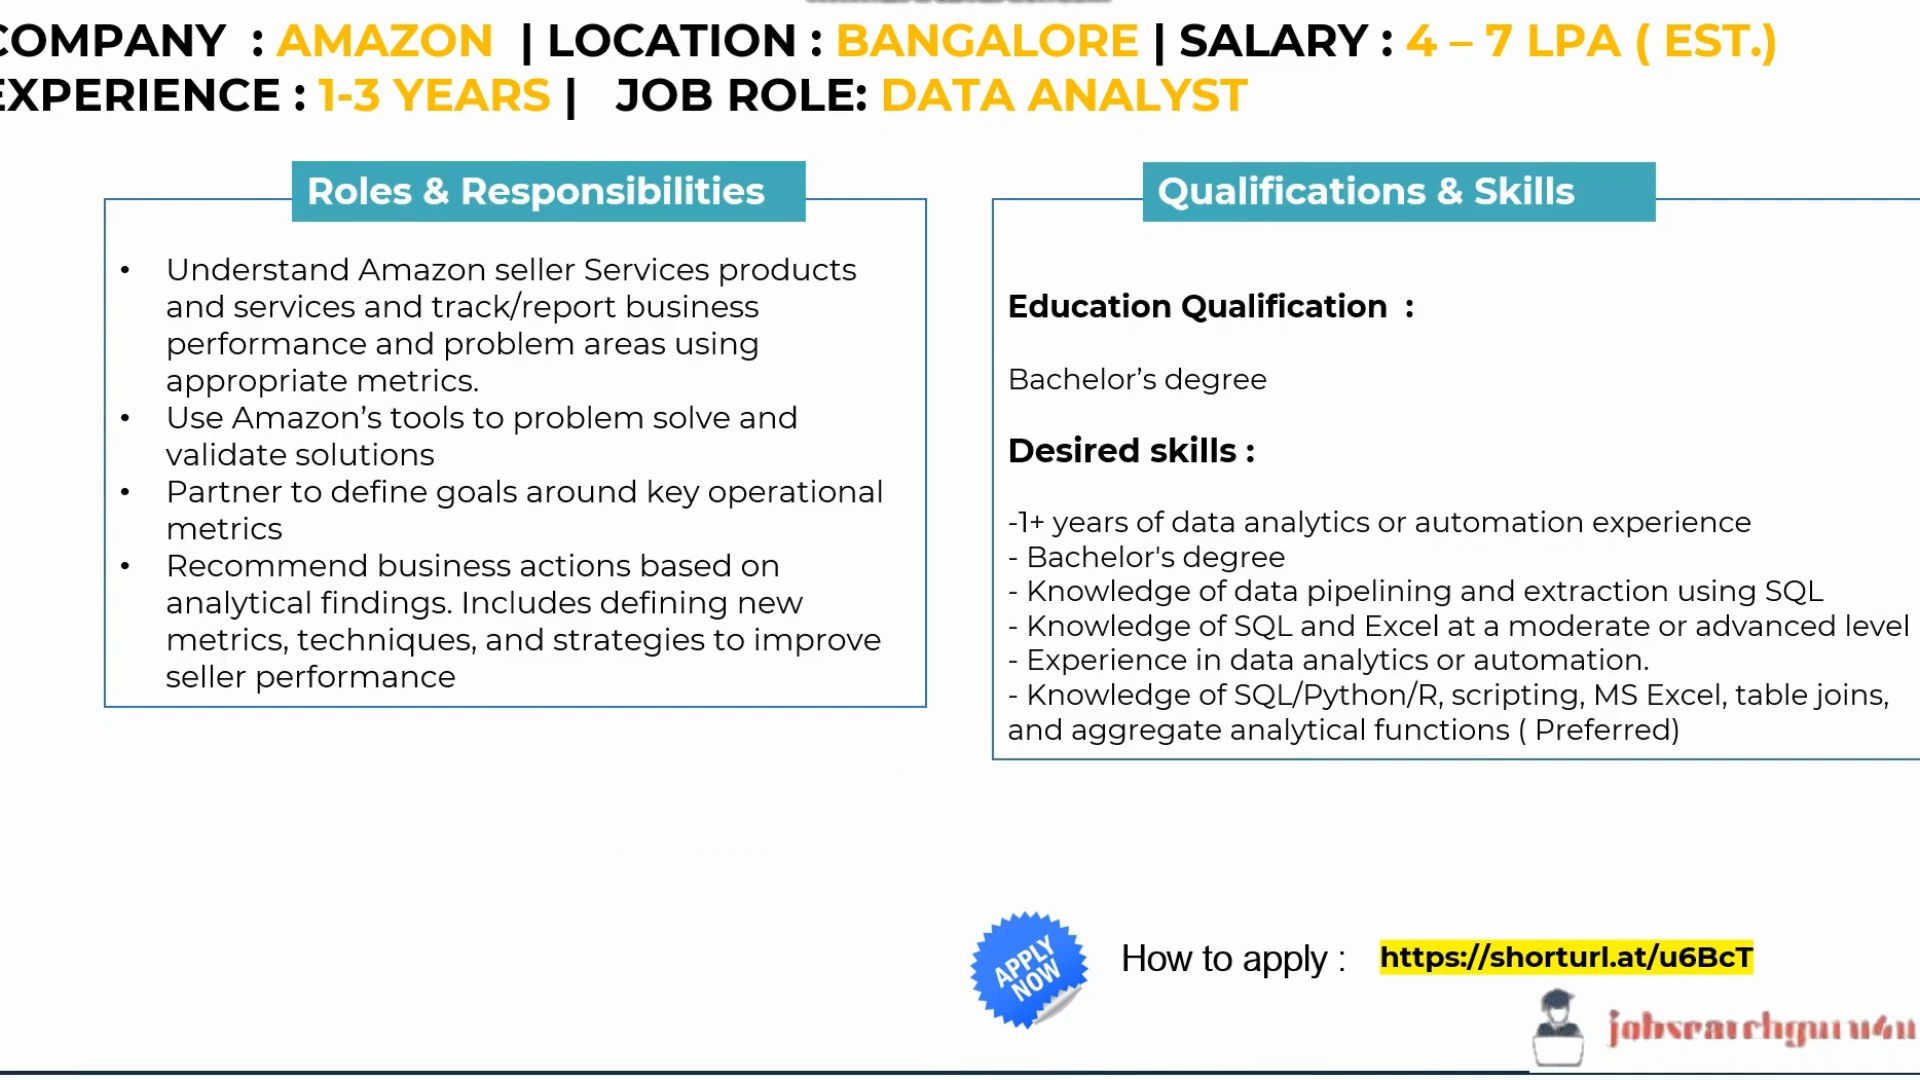 COMPANY : AMAZON | LOCATION : BANGALORE | SALARY : 4 – 7 LPA ( EST.)
EXPERIENCE : 1-3 YEARS | JOB ROLE: DATA ANALYST
Roles & Responsibilities
• Understand Amazon seller Services products
and services and track/report business
performance and problem areas using
appropriate metrics.
• Use Amazon’s tools to problem solve and
validate solutions
• Partner to define goals around key operational
metrics
• Recommend business actions based on
analytical findings. Includes defining new
metrics, techniques, and strategies to improve
seller performance
Qualifications & Skills
Education Qualification :
Bachelor’s degree
Desired skills :
-1+ years of data analytics or automation experience
- Bachelor's degree
- Knowledge of data pipelining and extraction using SQL
- Knowledge of SQL and Excel at a moderate or advanced level
- Experience in data analytics or automation.
- Knowledge of SQL/Python/R, scripting, MS Excel, table joins,
and aggregate analytical functions ( Preferred)
APPLY
NOW
How to apply : https://shorturl.at/u6BcT
jobsearchguru4u